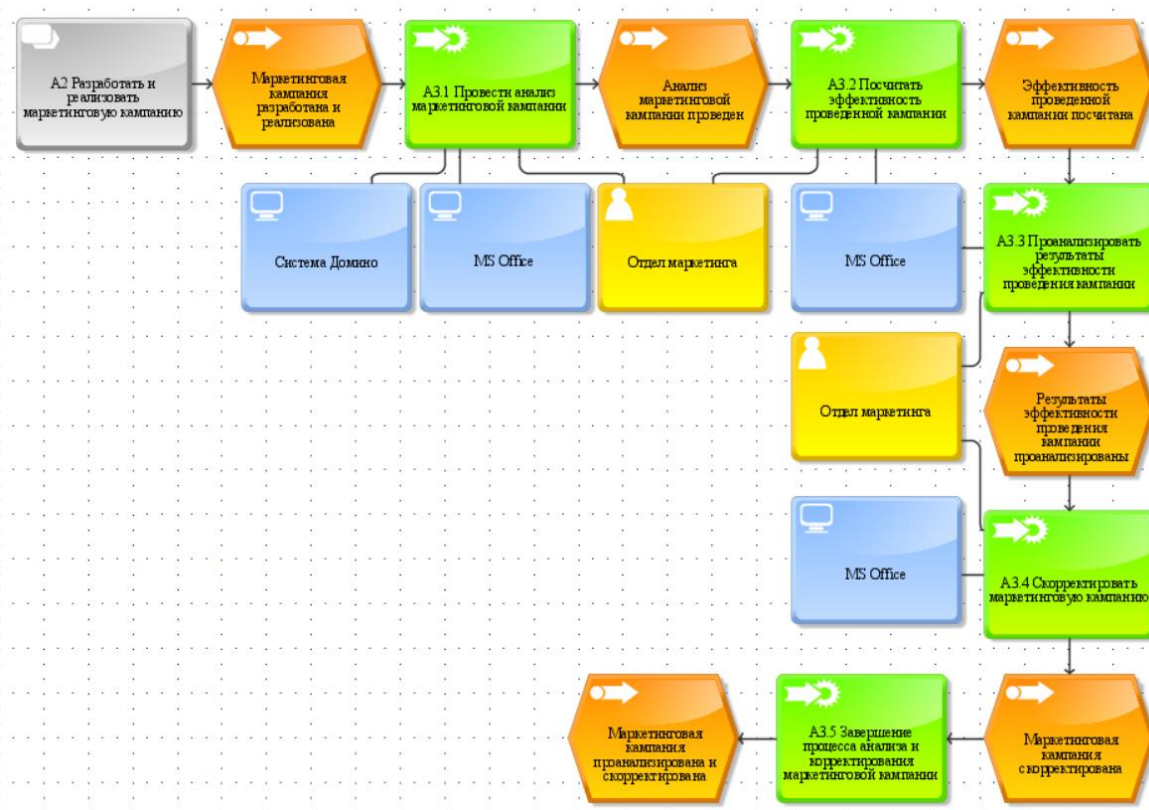 А2 Разработать и
реализовать
маркетинговую кампанию
Маркетинговая
кампания
разработана и
реализована
А3.1 Провести анализ
маркетинговой кампании
Анализ
маркетинговой
кампании проведен
А3.2 Посчитать
эффективность
проведенной кампании
Эффективность
проведенной
кампании посчитана
Система Домино
MS Office
Отдел маркетинга
MS Office
А3.3 Проанализировать
результаты
эффективности
проведения кампании
Отдел маркетинга
Результаты
эффективности
проведения
кампании
проанализированы
MS Office
А3.4 Скорректировать
маркетинговую кампанию
Маркетинговая
кампания
проанализирована и
скорректирована
А3.5 Завершение
процесса анализа и
корректирования
маркетинговой кампании
Маркетинговая
кампания
скорректирована